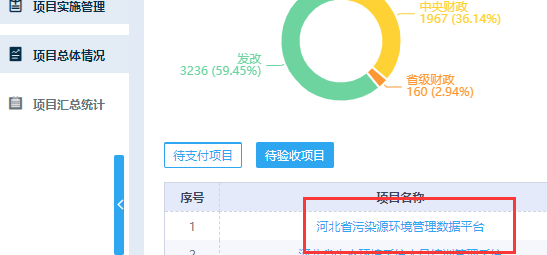 项目实施管理
中央财政
1967 (36.14%)
项目总体情况
发改
3236 (59.45%)
省级财政
160 (2.94%)
项目汇总统计
待支付项目
待验收项目
序号
项目名称
1
河北省污染源环境管理数据平台
2